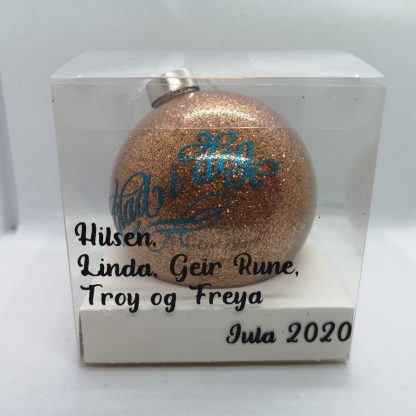 Hilsen,
Linda, Geir Rune,
Troy og Freya
Jula 2020